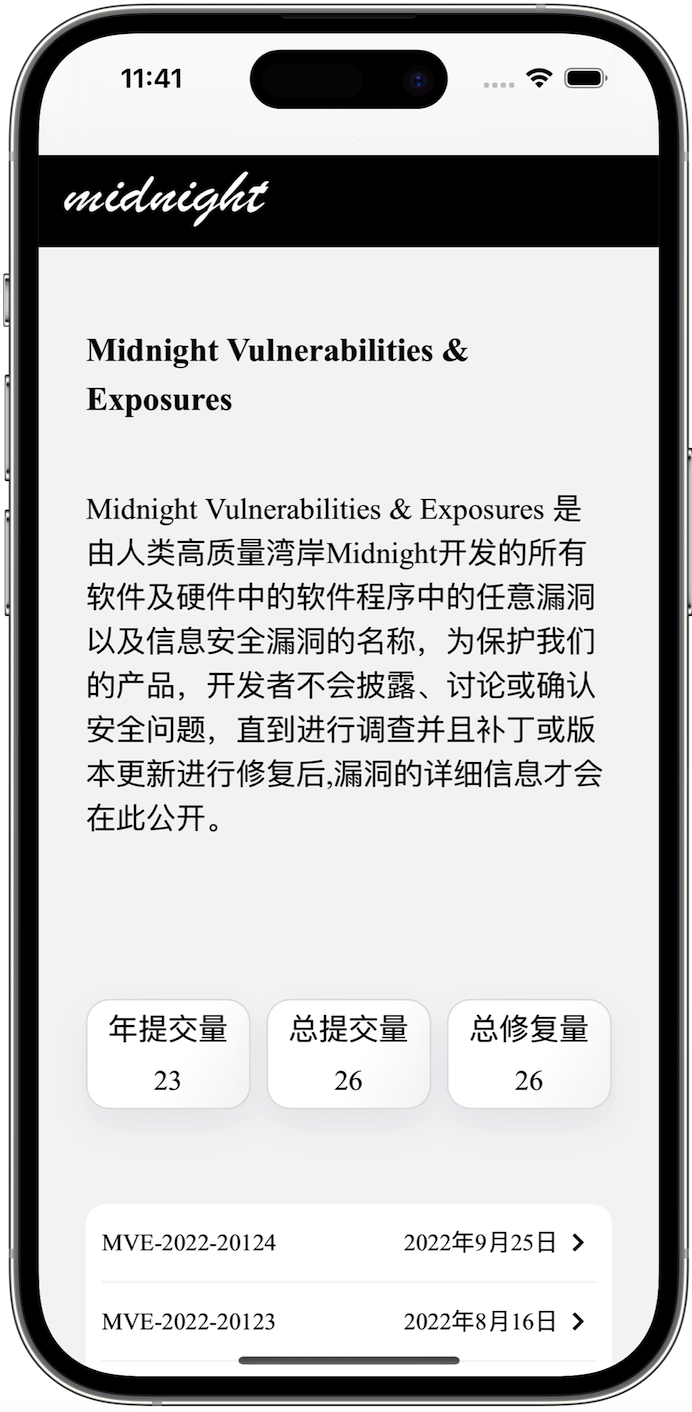 11:41
midnight
Midnight Vulnerabilities &
Exposures
Midnight Vulnerabilities & Exposures 是
由人类高质量湾岸Midnight开发的所有
软件及硬件中的软件程序中的任意漏洞
以及信息安全漏洞的名称，为保护我们
的产品，开发者不会披露、讨论或确认
安全问题，直到进行调查并且补丁或版
本更新进行修复后,漏洞的详细信息才会
在此公开。
年提交量 总提交量 总修复量
23 26 26
MVE-2022-20124 2022年9月25日
MVE-2022-20123 2022年8月16日